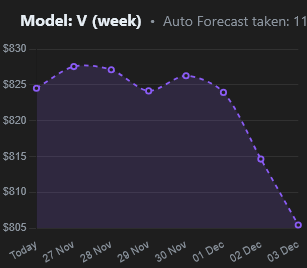 Model: V (week) • Auto Forecast taken: 11
$830
$825
$820
$815
$810
$805
Today
27 Nov
28 Nov
29 Nov
30 Nov
01 Dec
02 Dec
03 Dec